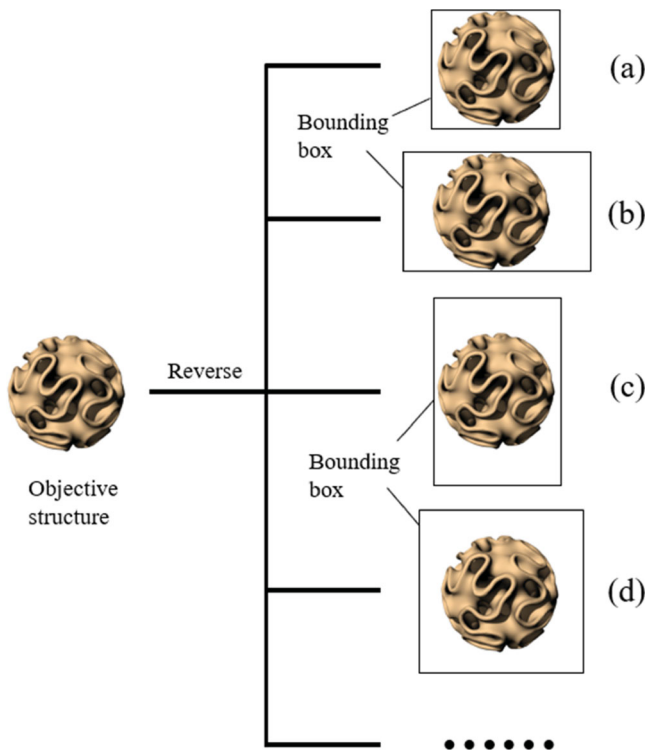 (a)
Bounding
box
(b)
Reverse
(c)
Objective
structure
Bounding
box
(d)